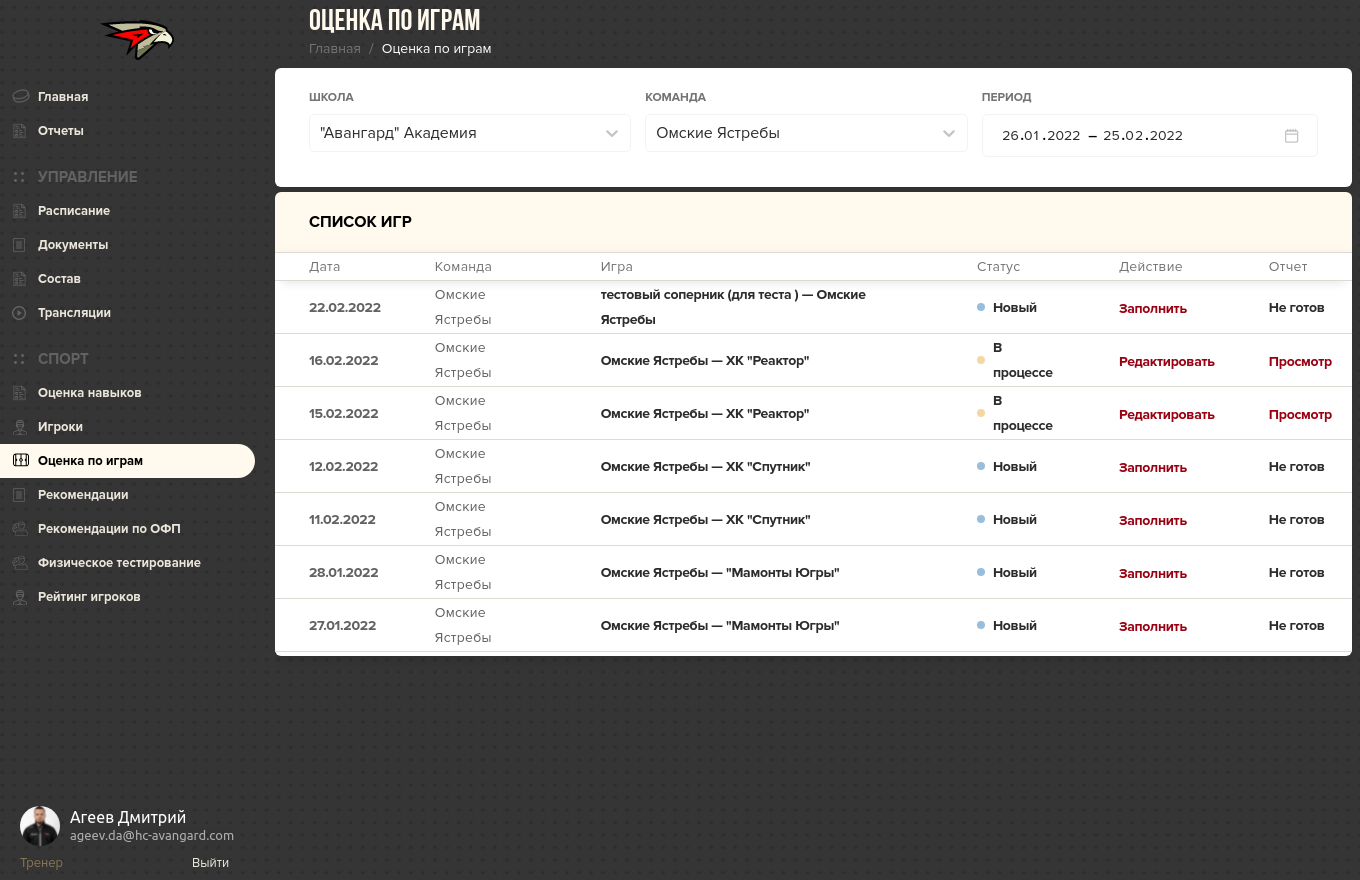 ОЦЕНКА ПО ИГРАМ
Главная / Оценка по играм
Главная
Отчеты
УПРАВЛЕНИЕ
Расписание
Документы
Состав
Трансляции
СПОРТ
Оценка навыков
Игроки
Оценка по играм
Рекомендации
Рекомендации по ОФП
Физическое тестирование
Рейтинг игроков
Агеев Дмитрий
ageev.da@hc-avangard.com
Тренер Выйти
ШКОЛА КОМАНДА ПЕРИОД
"Авангард" Академия Омские Ястребы 26.01.2022 – 25.02.2022
СПИСОК ИГР
Дата Команда Игра Статус Действие Отчет
22.02.2022 Омские Ястребы тестовый соперник (для теста ) — Омские Ястребы Новый Заполнить Не готов
16.02.2022 Омские Ястребы Омские Ястребы — ХК "Реактор" В процессе Редактировать Просмотр
15.02.2022 Омские Ястребы Омские Ястребы — ХК "Реактор" В процессе Редактировать Просмотр
12.02.2022 Омские Ястребы Омские Ястребы — ХК "Спутник" Новый Заполнить Не готов
11.02.2022 Омские Ястребы Омские Ястребы — ХК "Спутник" Новый Заполнить Не готов
28.01.2022 Омские Ястребы Омские Ястребы — "Мамонты Югры" Новый Заполнить Не готов
27.01.2022 Омские Ястребы Омские Ястребы — "Мамонты Югры" Новый Заполнить Не готов